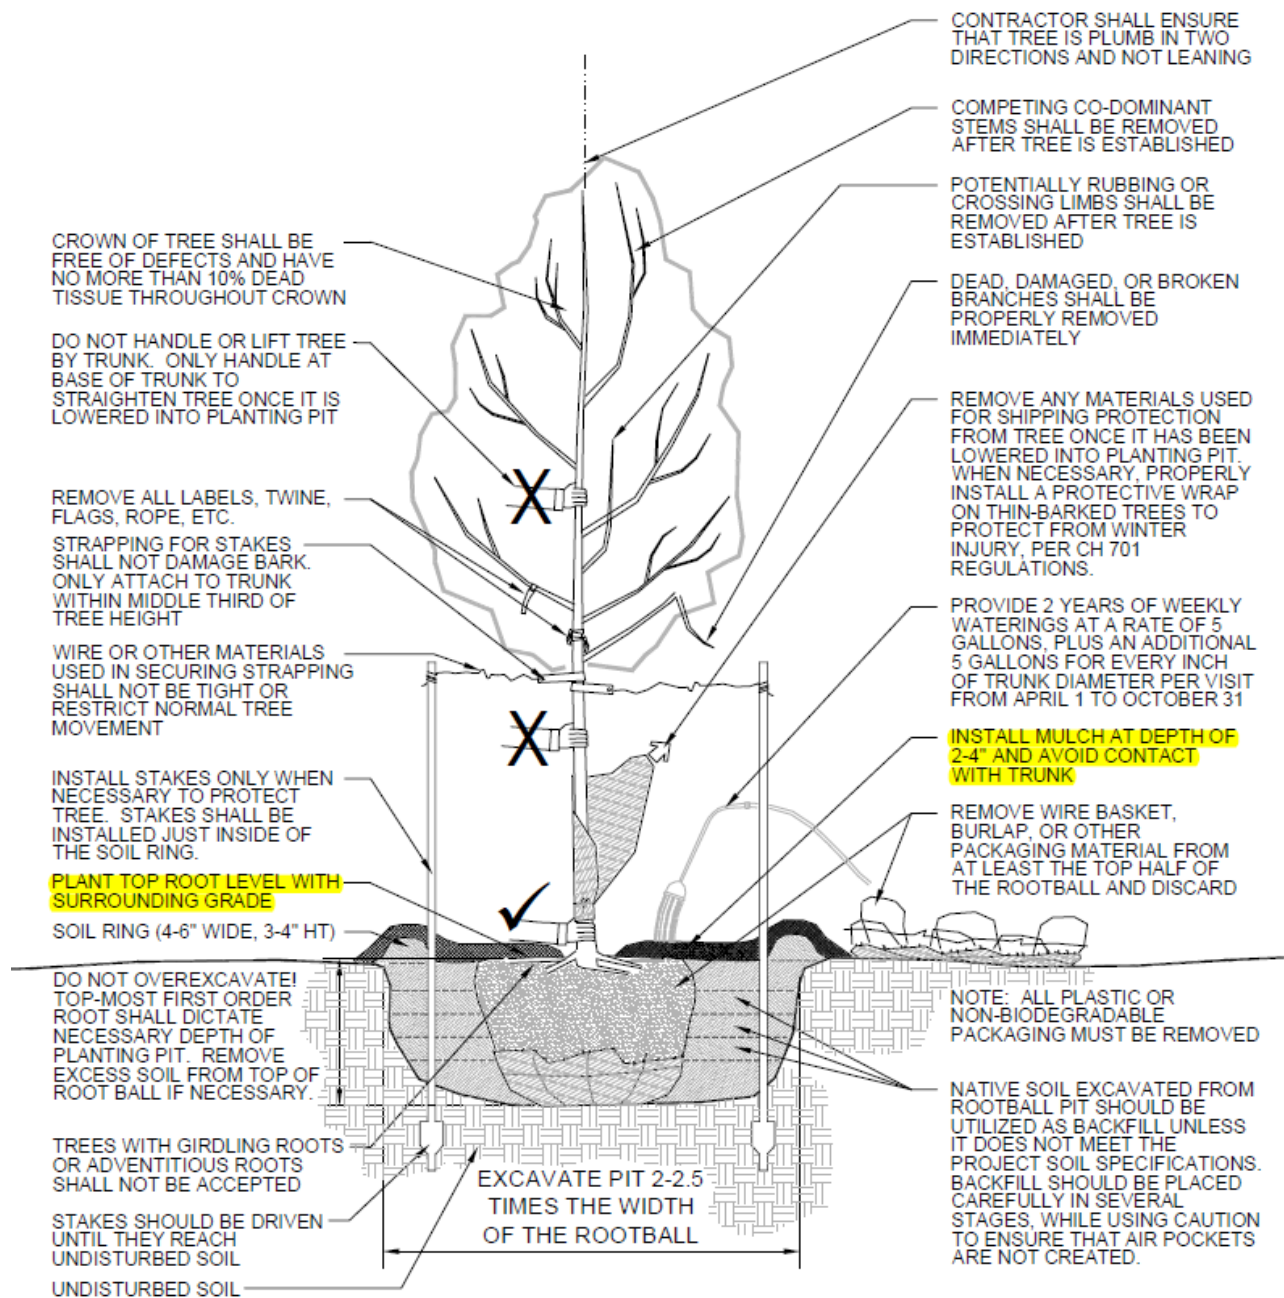 CONTRACTOR SHALL ENSURE
THAT TREE IS PLUMB IN TWO
DIRECTIONS AND NOT LEANING
COMPETING CO-DOMINANT
STEMS SHALL BE REMOVED
AFTER TREE IS ESTABLISHED
POTENTIALLY RUBBING OR
CROSSING LIMBS SHALL BE
REMOVED AFTER TREE IS
ESTABLISHED
DEAD, DAMAGED, OR BROKEN
BRANCHES SHALL BE
PROPERLY REMOVED
IMMEDIATELY
REMOVE ANY MATERIALS USED
FOR SHIPPING PROTECTION
FROM TREE ONCE IT HAS BEEN
LOWERED INTO PLANTING PIT.
WHEN NECESSARY, PROPERLY
INSTALL A PROTECTIVE WRAP
ON THIN-BARKED TREES TO
PROTECT FROM WINTER
INJURY, PER CH 701
REGULATIONS.
PROVIDE 2 YEARS OF WEEKLY
WATERINGS AT A RATE OF 5
GALLONS, PLUS AN ADDITIONAL
5 GALLONS FOR EVERY INCH
OF TRUNK DIAMETER PER VISIT
FROM APRIL 1 TO OCTOBER 31
INSTALL MULCH AT DEPTH OF
2-4" AND AVOID CONTACT
WITH TRUNK
REMOVE WIRE BASKET,
BURLAP, OR OTHER
PACKAGING MATERIAL FROM
AT LEAST THE TOP HALF OF
THE ROOTBALL AND DISCARD
NOTE: ALL PLASTIC OR
NON-BIODEGRADABLE
PACKAGING MUST BE REMOVED
NATIVE SOIL EXCAVATED FROM
ROOTBALL PIT SHOULD BE
UTILIZED AS BACKFILL UNLESS
IT DOES NOT MEET THE
PROJECT SOIL SPECIFICATIONS.
BACKFILL SHOULD BE PLACED
CAREFULLY IN SEVERAL
STAGES, WHILE USING CAUTION
TO ENSURE THAT AIR POCKETS
ARE NOT CREATED.
CROWN OF TREE SHALL BE
FREE OF DEFECTS AND HAVE
NO MORE THAN 10% DEAD
TISSUE THROUGHOUT CROWN
DO NOT HANDLE OR LIFT TREE
BY TRUNK. ONLY HANDLE AT
BASE OF TRUNK TO
STRAIGHTEN TREE ONCE IT IS
LOWERED INTO PLANTING PIT
REMOVE ALL LABELS, TWINE,
FLAGS, ROPE, ETC.
STRAPPING FOR STAKES
SHALL NOT DAMAGE BARK.
ONLY ATTACH TO TRUNK
WITHIN MIDDLE THIRD OF
TREE HEIGHT
WIRE OR OTHER MATERIALS
USED IN SECURING STRAPPING
SHALL NOT BE TIGHT OR
RESTRICT NORMAL TREE
MOVEMENT
INSTALL STAKES ONLY WHEN
NECESSARY TO PROTECT
TREE. STAKES SHALL BE
INSTALLED JUST INSIDE OF
THE SOIL RING.
PLANT TOP ROOT LEVEL WITH
SURROUNDING GRADE
SOIL RING (4-6" WIDE, 3-4" HT)
DO NOT OVEREXCAVATE!
TOP-MOST FIRST ORDER
ROOT SHALL DICTATE
NECESSARY DEPTH OF
PLANTING PIT. REMOVE
EXCESS SOIL FROM TOP OF
ROOT BALL IF NECESSARY.
TREES WITH GIRDLING ROOTS
OR ADVENTITIOUS ROOTS
SHALL NOT BE ACCEPTED
STAKES SHOULD BE DRIVEN
UNTIL THEY REACH
UNDISTURBED SOIL
UNDISTURBED SOIL
EXCAVATE PIT 2-2.5
TIMES THE WIDTH
OF THE ROOTBALL